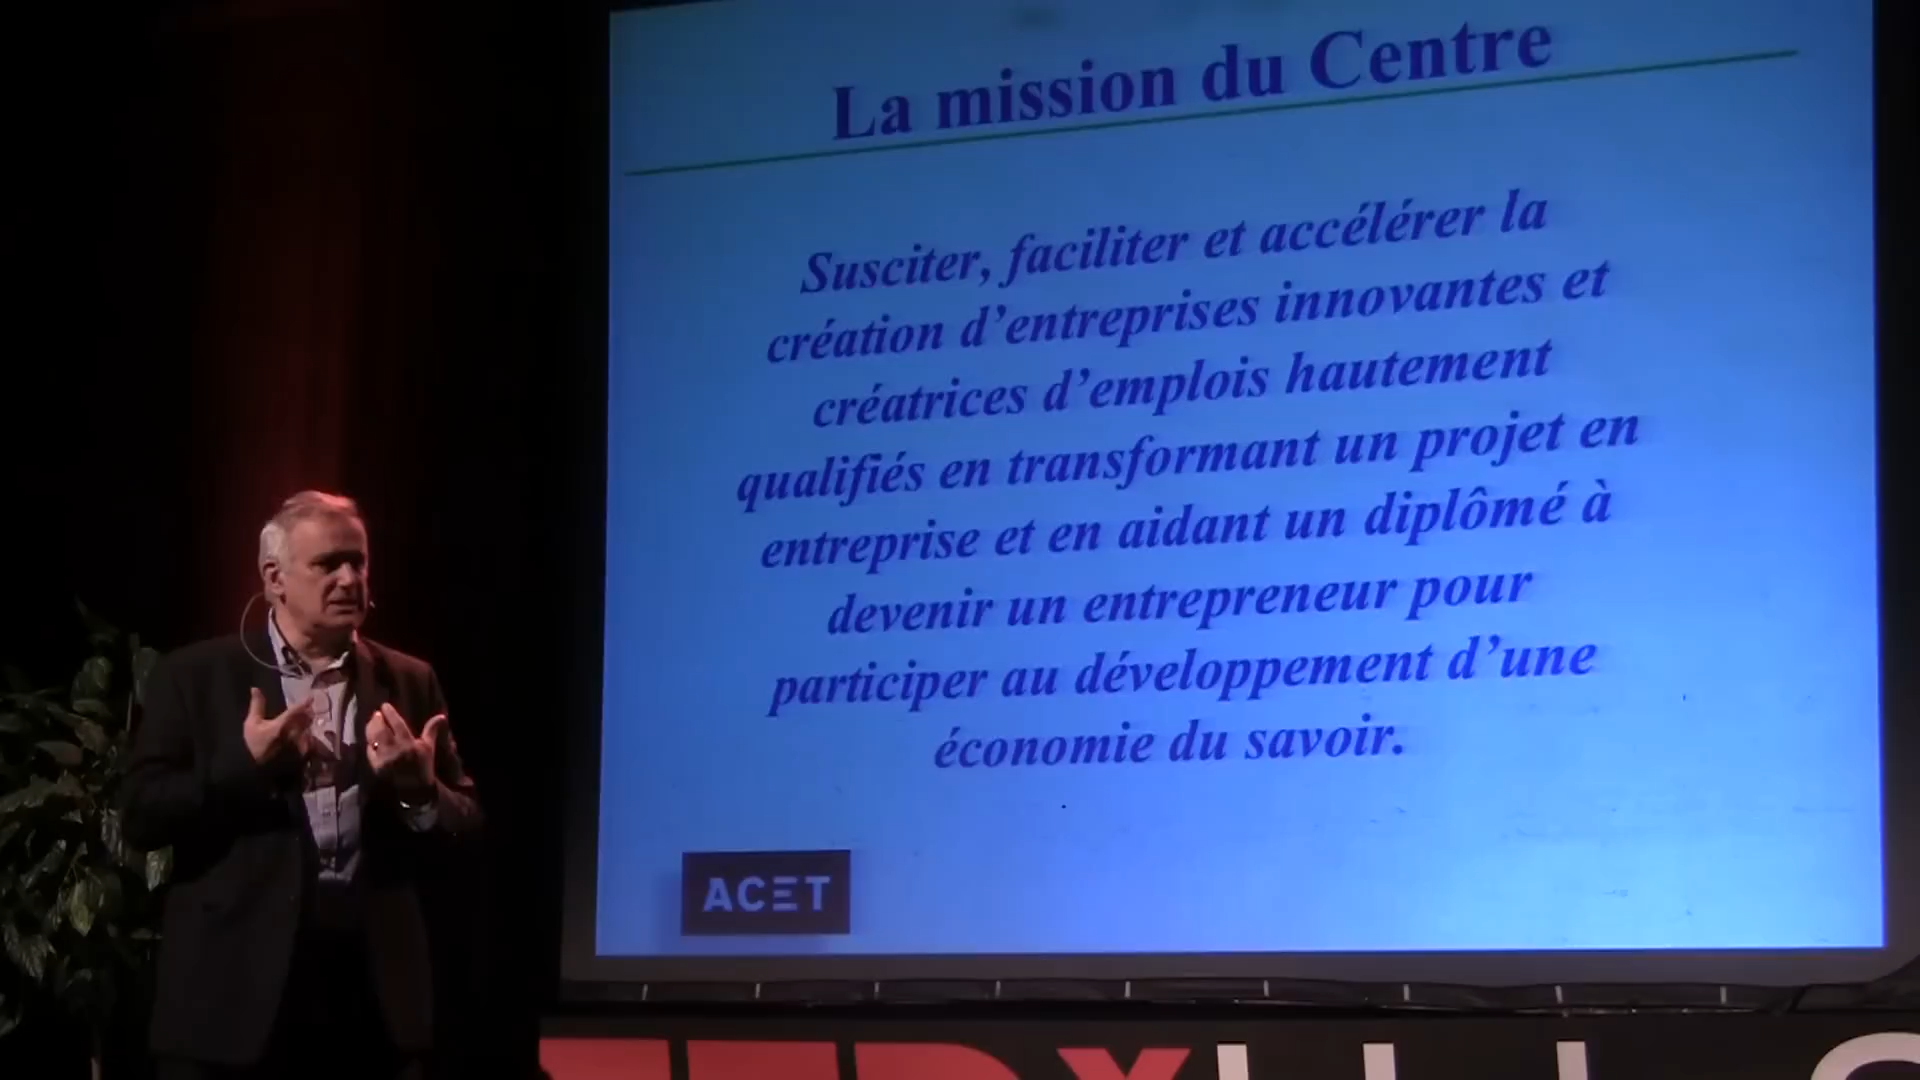 La mission du Centre
Susciter, faciliter et accélérer la
création d’entreprises innovantes et
créatrices d’emplois hautement
qualifiés en transformant un projet en
entreprise et en aidant un diplômé à
devenir un entrepreneur pour
participer au développement d’une
économie du savoir.
ACET